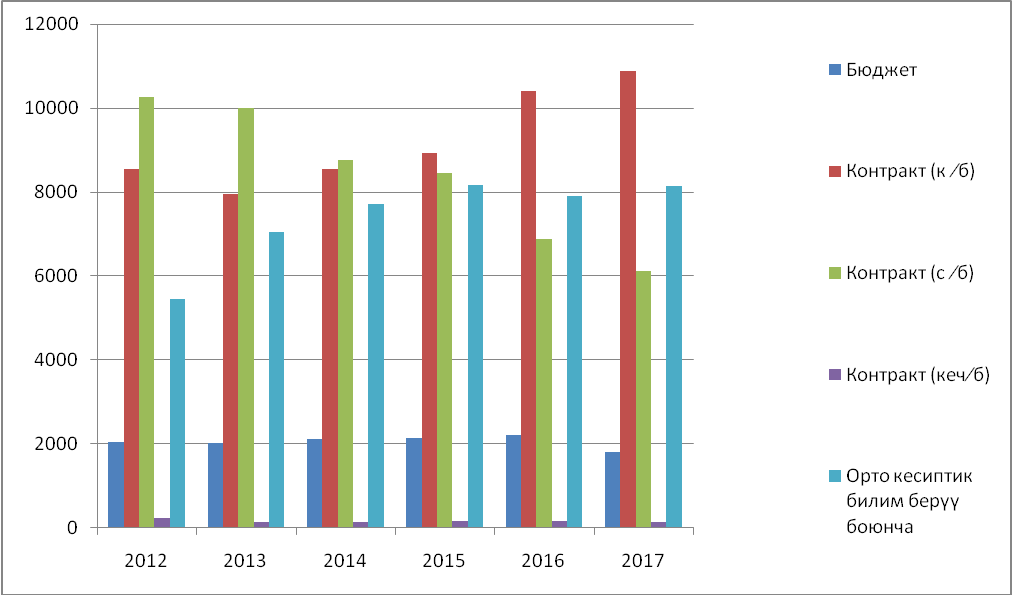 12000
10000
8000
6000
4000
2000
0
2012 2013 2014 2015 2016 2017
Бюджет
Контракт (к /б)
Контракт (с /б)
Контракт (кеч/б)
Орто кесиптик
билим берүү
боюнча